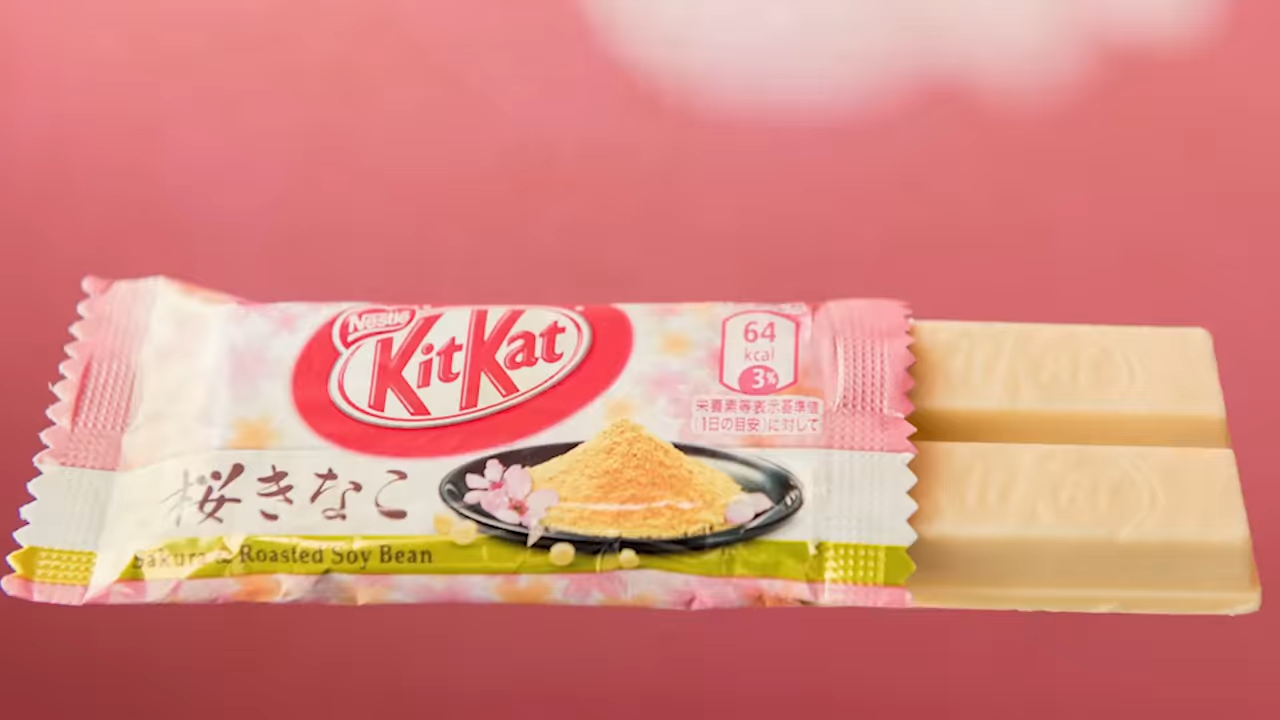 Nestlé
KitKat
64
kcal
3%
栄養素等表示基準値
(1日の目安)に対して
桜きなこ
Sakura & Roasted Soy Bean